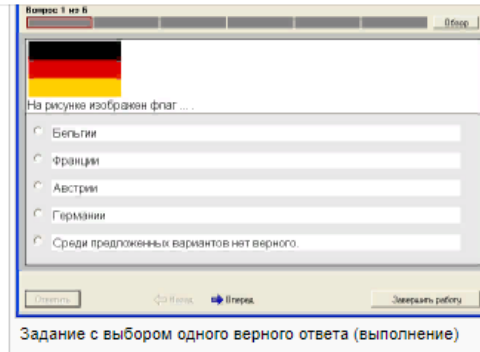 Вопрос 1 из 6
Обзор
На рисунке изображен флаг ... .
Бельгии
Франции
Австрии
Германии
Среди предложенных вариантов нет верного.
Ответить
Назад
Вперед
Завершить работу
Задание с выбором одного верного ответа (выполнение)